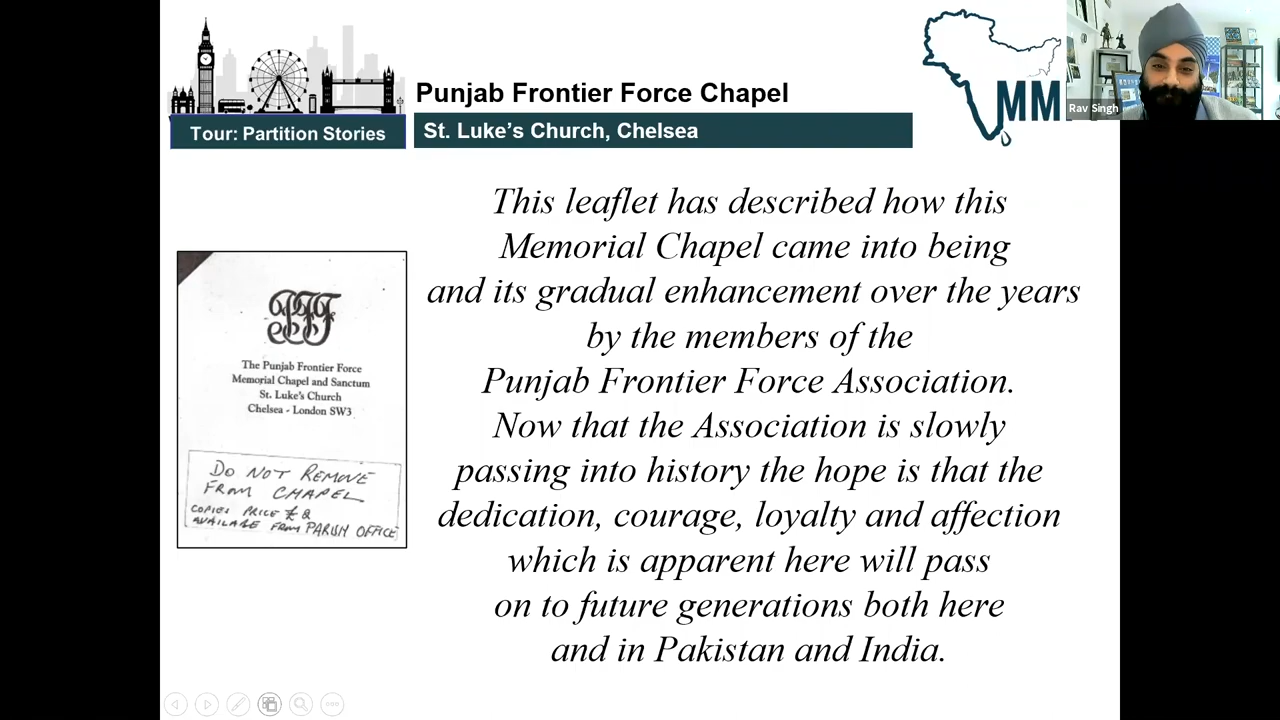 Punjab Frontier Force Chapel
Tour: Partition Stories
St. Luke's Church, Chelsea
MM
Rav Singh
This leaflet has described how this
Memorial Chapel came into being
and its gradual enhancement over the years
by the members of the
Punjab Frontier Force Association.
Now that the Association is slowly
passing into history the hope is that the
dedication, courage, loyalty and affection
which is apparent here will pass
on to future generations both here
and in Pakistan and India.
PFF
The Punjab Frontier Force
Memorial Chapel and Sanctum
St. Luke's Church
Chelsea - London SW3
DO NOT REMOVE
FROM CHAPEL
COPIES PRICE £2
AVAILABLE FROM PARISH OFFICE